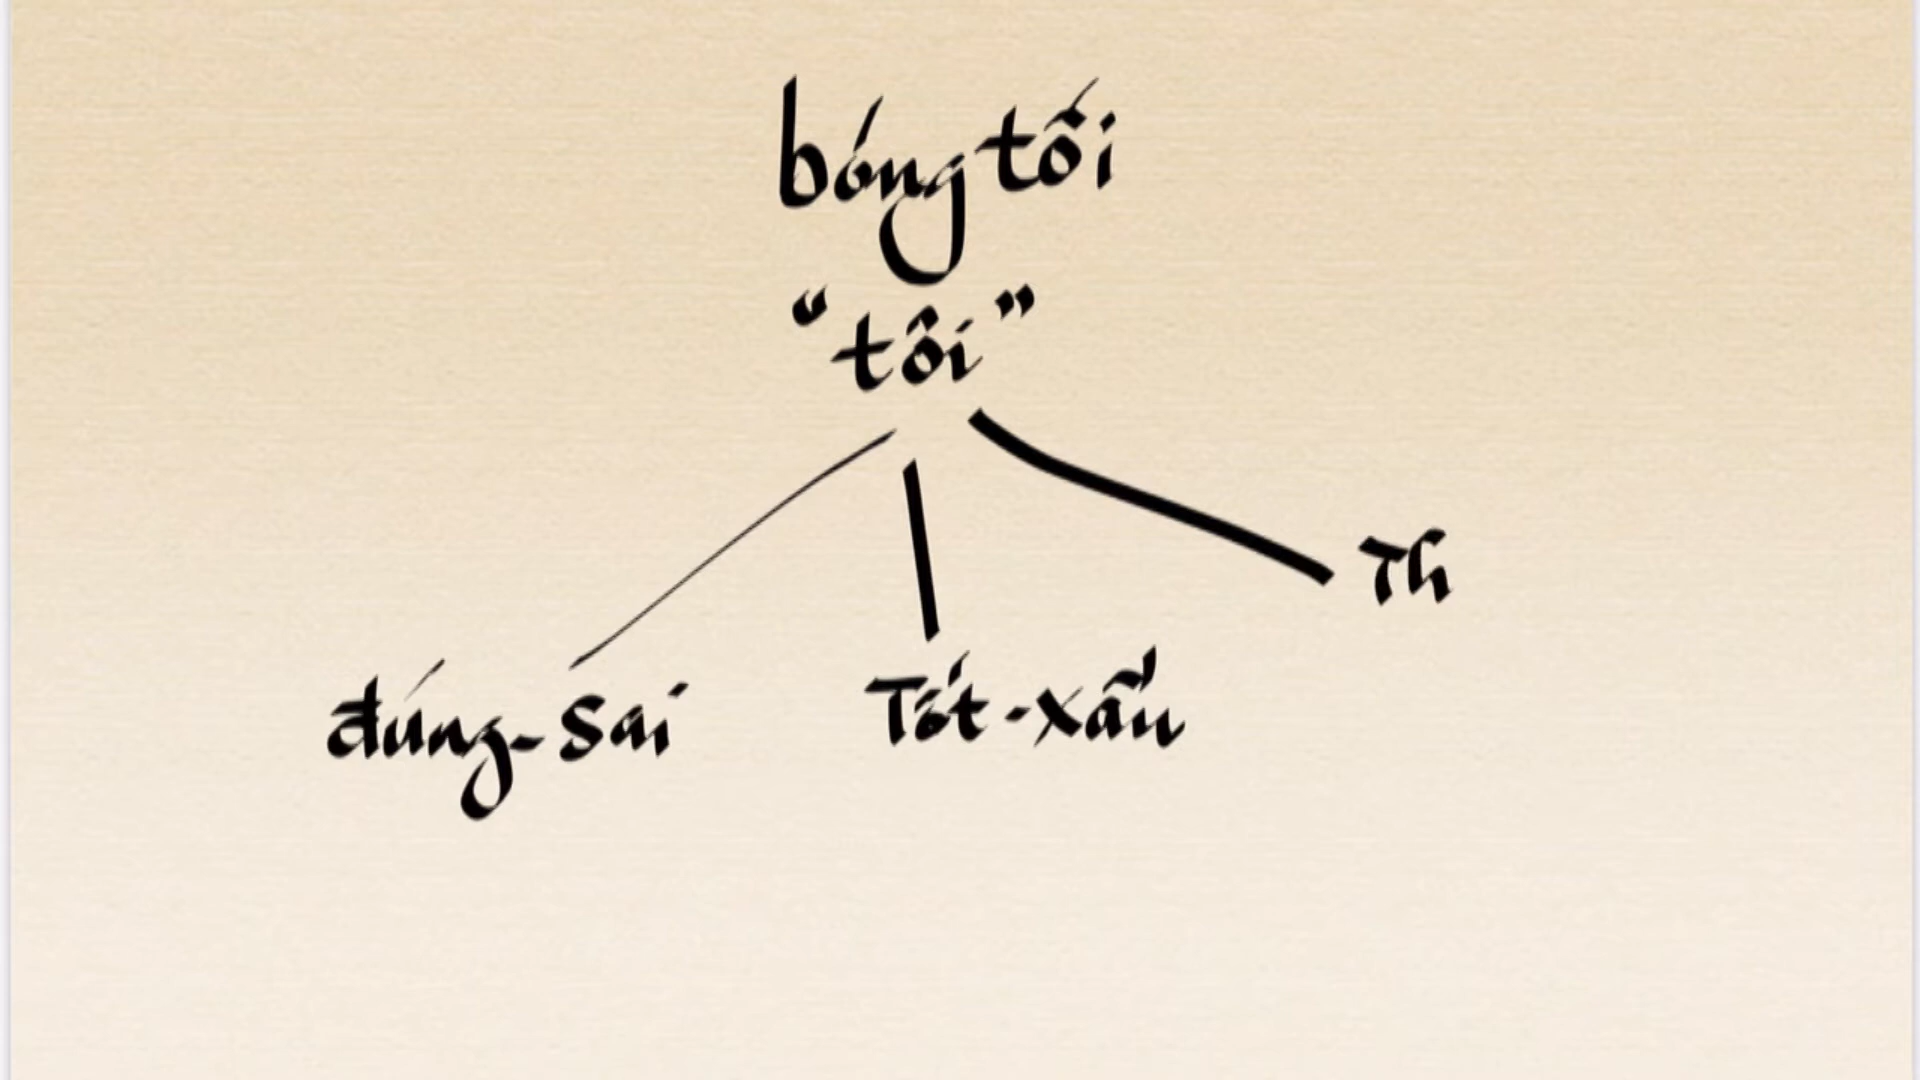 bóng tối
“tôi”
Th
đúng-sai
Tốt-xấu